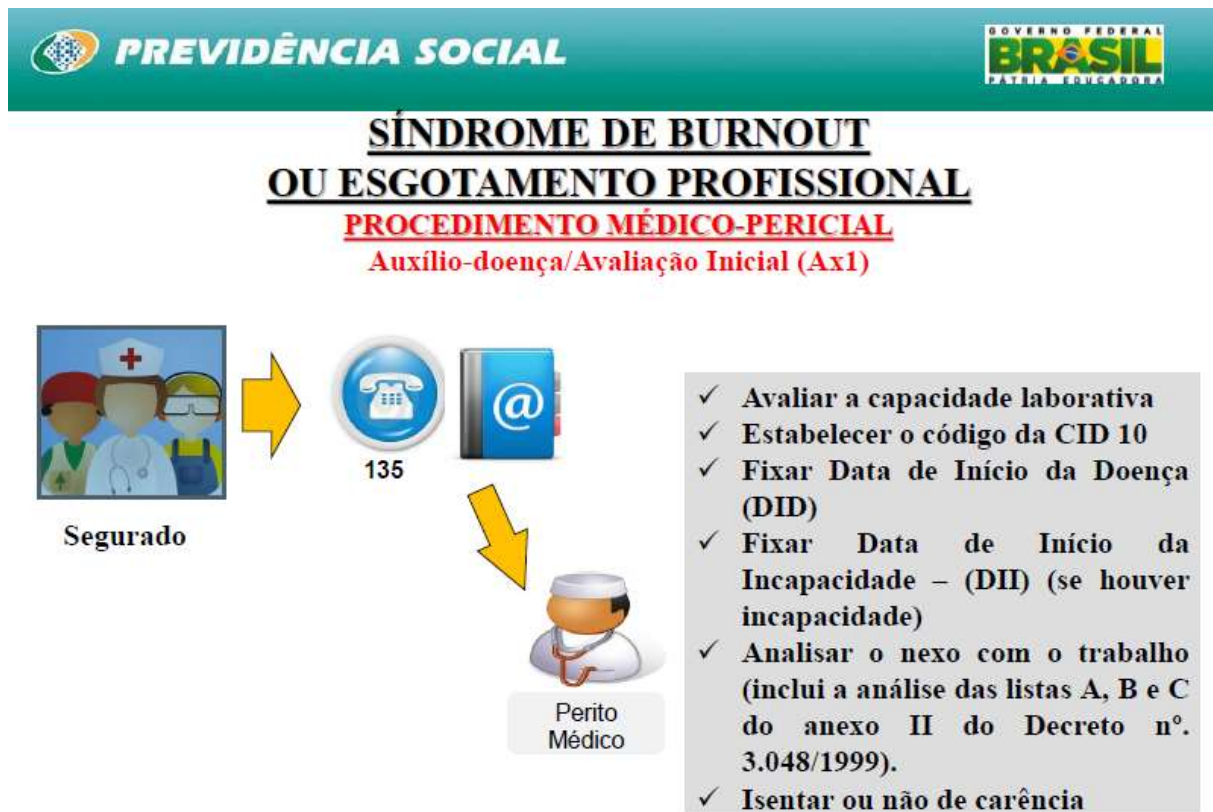 PREVIDÊNCIA SOCIAL
GOVERNO FEDERAL
BRASIL
PÁTRIA EDUCADORA
SÍNDROME DE BURNOUT
OU ESGOTAMENTO PROFISSIONAL
PROCEDIMENTO MÉDICO-PERICIAL
Auxílio-doença/Avaliação Inicial (Ax1)
Segurado
135
@
Perito
Médico
✓ Avaliar a capacidade laborativa
✓ Estabelecer o código da CID 10
✓ Fixar Data de Início da Doença
(DID)
✓ Fixar Data de Início da
Incapacidade – (DII) (se houver
incapacidade)
✓ Analisar o nexo com o trabalho
(inclui a análise das listas A, B e C
do anexo II do Decreto nº.
3.048/1999).
✓ Isentar ou não de carência